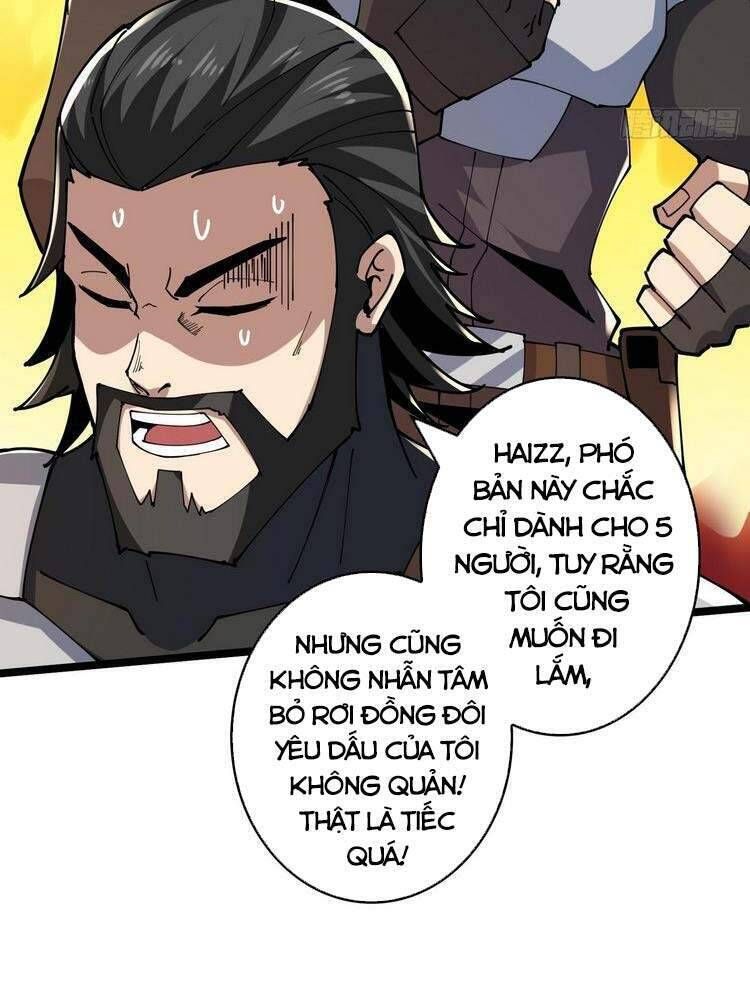 HAIZZ, PHÓ
BẢN NÀY CHẮC
CHỈ DÀNH CHO 5
NGƯỜI, TUY RẰNG
TÔI CŨNG
MUỐN ĐI
LẮM,
NHƯNG CŨNG
KHÔNG NHẪN TÂM
BỎ RƠI ĐỒNG ĐÔI
YÊU DẤU CỦA TÔI
KHÔNG QUẢN!
THẬT LÀ TIẾC
QUÁ!